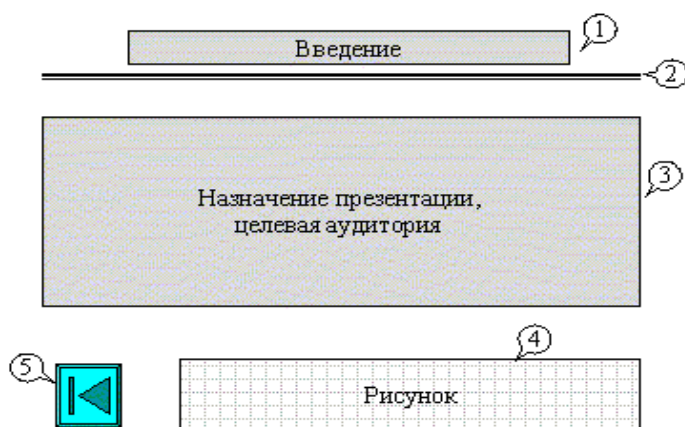 1
Введение
2
3
Назначение презентации,
целевая аудитория
4
5
Рисунок